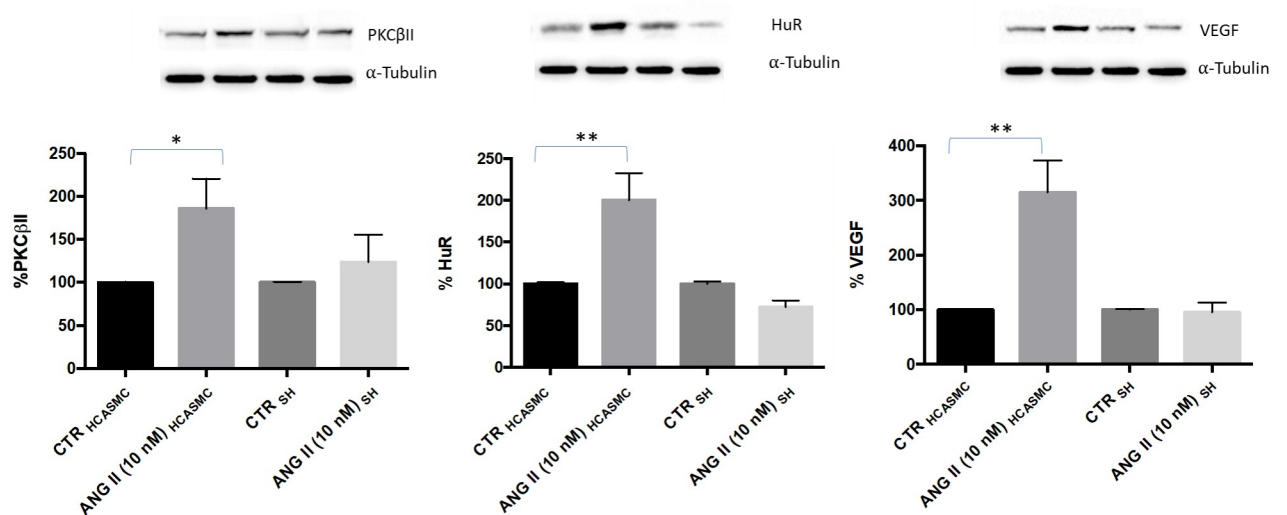 PKCβII
α-Tubulin
*
250
200
150
100
50
0
%PKCβII
CTR HCASMC
ANG II (10 nM) HCASMC
CTR SH
ANG II (10 nM) SH
HuR
α-Tubulin
**
250
200
150
100
50
0
% HuR
CTR HCASMC
ANG II (10 nM) HCASMC
CTR SH
ANG II (10 nM) SH
VEGF
α-Tubulin
**
400
300
200
100
0
% VEGF
CTR HCASMC
ANG II (10 nM) HCASMC
CTR SH
ANG II (10 nM) SH